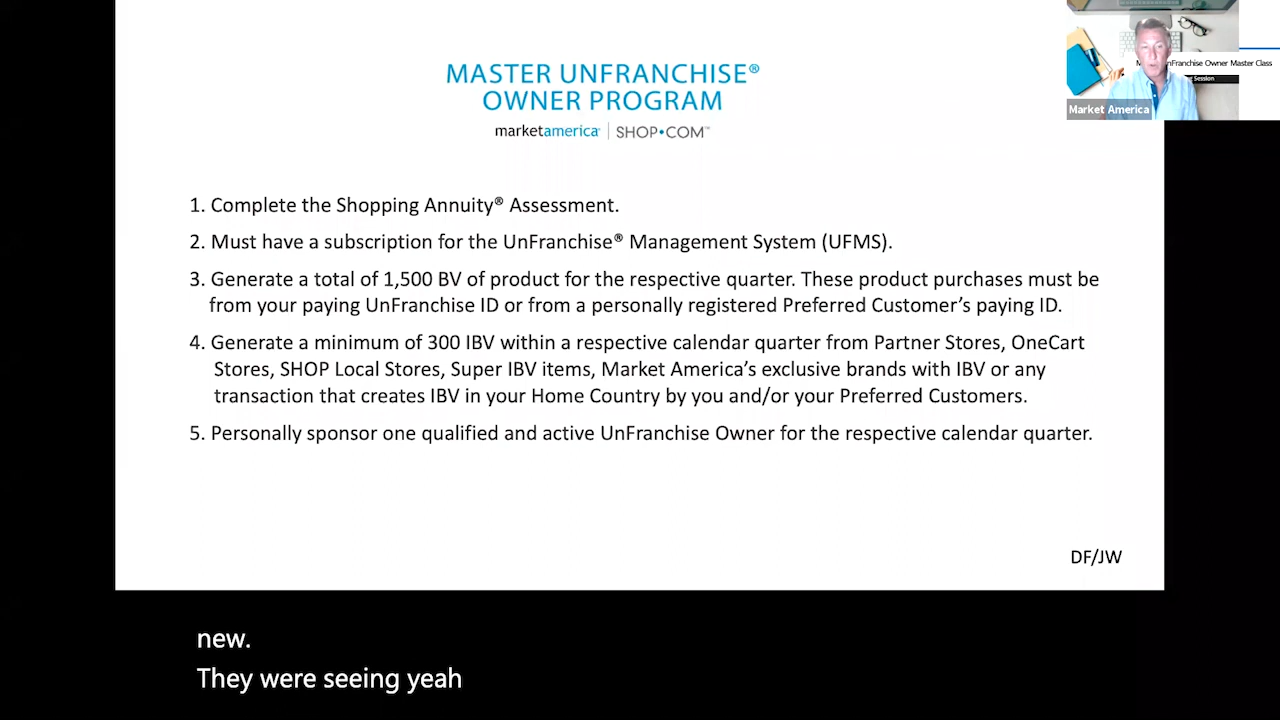 MASTER UNFRANCHISE®
OWNER PROGRAM
marketamerica® | SHOP•COM™
1. Complete the Shopping Annuity® Assessment.
2. Must have a subscription for the UnFranchise® Management System (UFMS).
3. Generate a total of 1,500 BV of product for the respective quarter. These product purchases must be
from your paying UnFranchise ID or from a personally registered Preferred Customer's paying ID.
4. Generate a minimum of 300 IBV within a respective calendar quarter from Partner Stores, OneCart
Stores, SHOP Local Stores, Super IBV items, Market America's exclusive brands with IBV or any
transaction that creates IBV in your Home Country by you and/or your Preferred Customers.
5. Personally sponsor one qualified and active UnFranchise Owner for the respective calendar quarter.
DF/JW
nFranchise Owner Master Class
Session
Market America
new.
They were seeing yeah